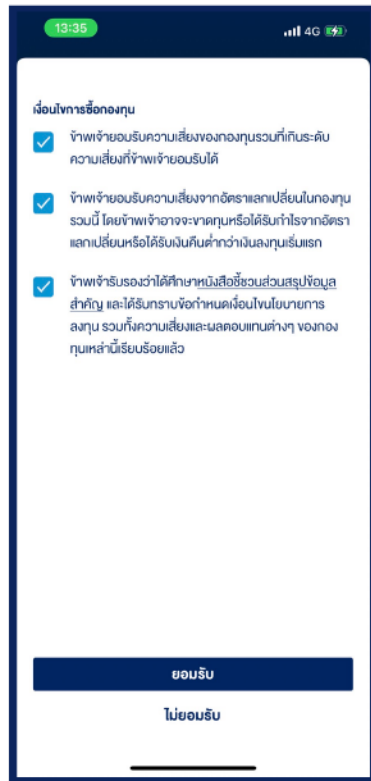 13:35
4G
เงื่อนไขการซื้อกองทุน
ข้าพเจ้ายอมรับความเสี่ยงของกองทุนรวมที่เกินระดับ
ความเสี่ยงที่ข้าพเจ้ายอมรับได้
ข้าพเจ้ายอมรับความเสี่ยงจากอัตราแลกเปลี่ยนในกองทุน
รวมนี้ โดยข้าพเจ้าอาจจะขาดทุนหรือได้รับกำไรจากอัตรา
แลกเปลี่ยนหรือได้รับเงินคืนต่ำกว่าเงินลงทุนเริ่มแรก
ข้าพเจ้ารับรองว่าได้ศึกษาหนังสือชี้ชวนส่วนสรุปข้อมูล
สำคัญ และได้รับทราบข้อกำหนดเงื่อนไขนโยบายการ
ลงทุน รวมทั้งความเสี่ยงและผลตอบแทนต่างๆ ของกอง
ทุนเหล่านี้เรียบร้อยแล้ว
ยอมรับ
ไม่ยอมรับ